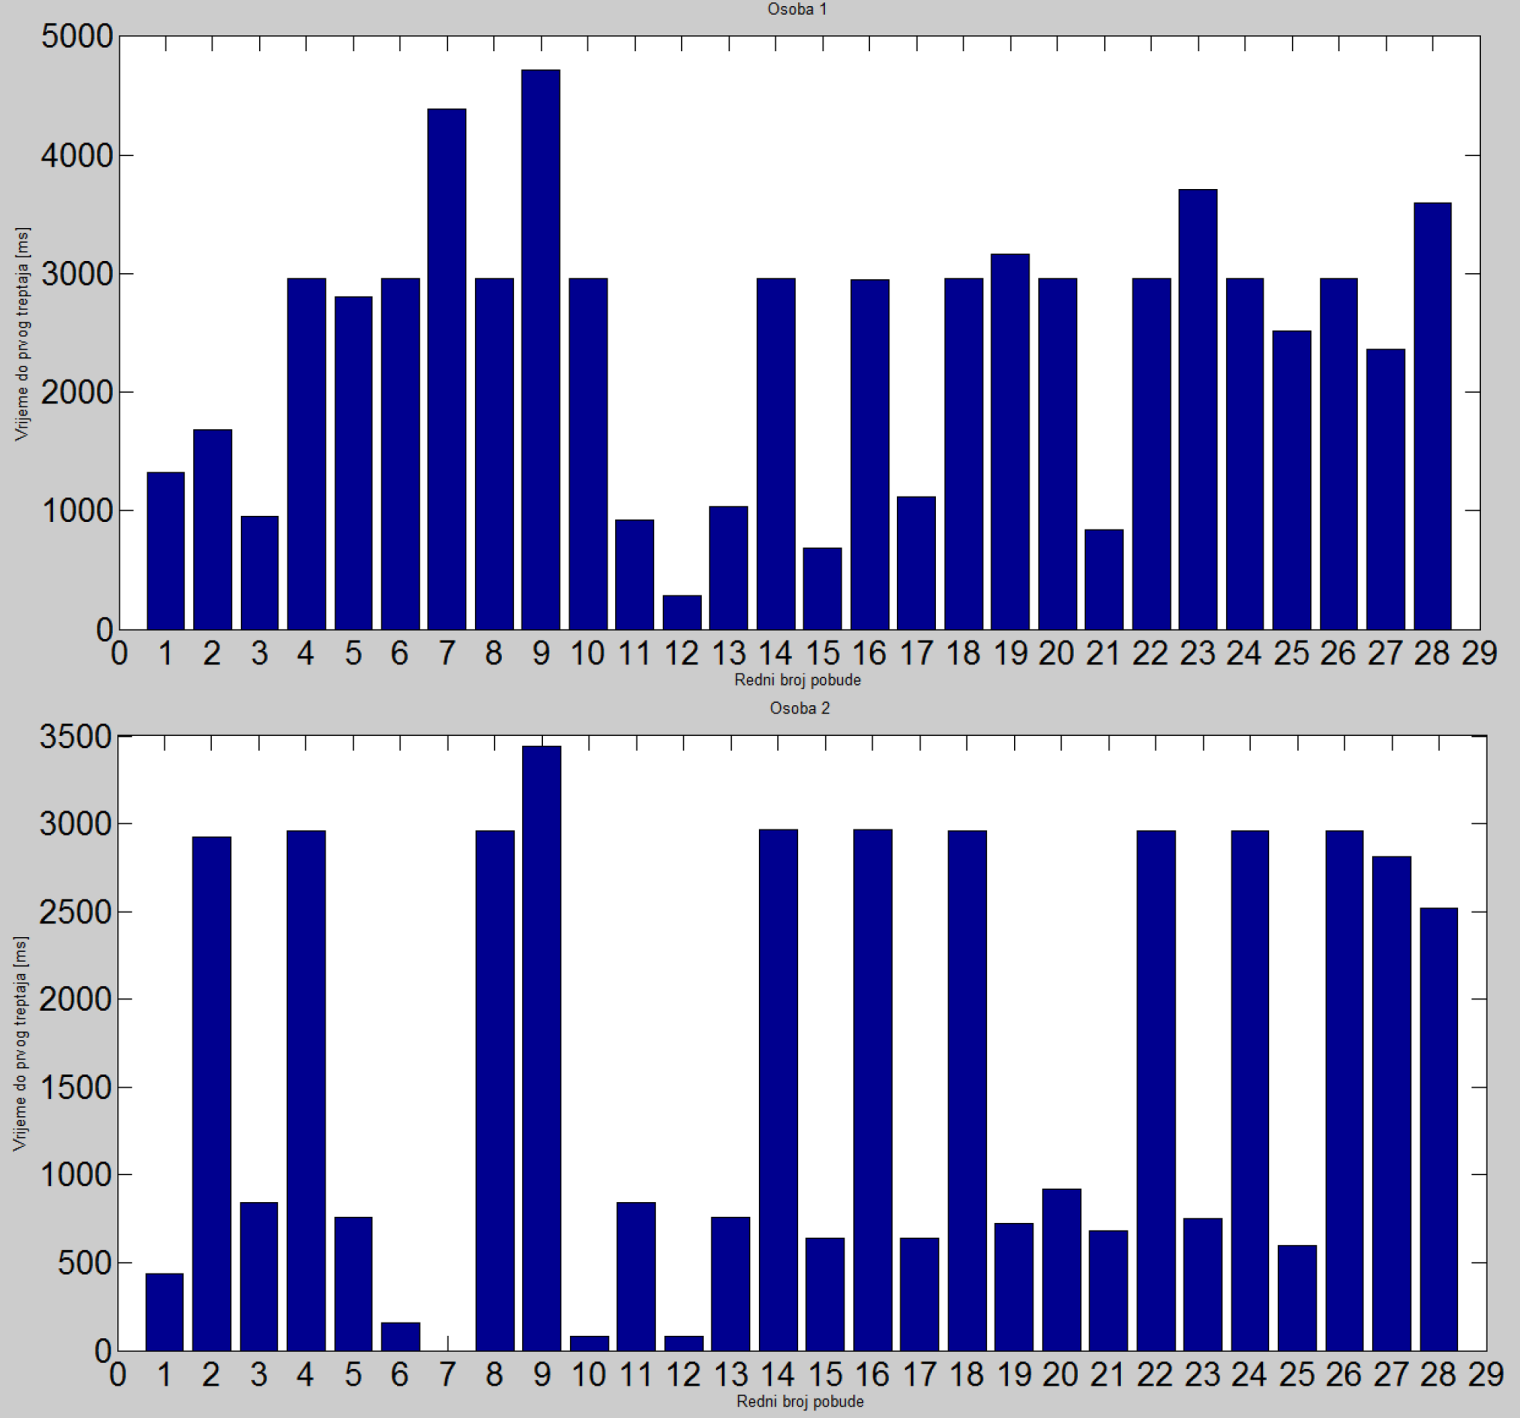 Osoba 1
5000
4000
3000
2000
1000
0
Vrijeme do prvog treptaja [ms]
0 1 2 3 4 5 6 7 8 9 10 11 12 13 14 15 16 17 18 19 20 21 22 23 24 25 26 27 28 29
Redni broj pobude
Osoba 2
3500
3000
2500
2000
1500
1000
500
0
Vrijeme do prvog treptaja [ms]
0 1 2 3 4 5 6 7 8 9 10 11 12 13 14 15 16 17 18 19 20 21 22 23 24 25 26 27 28 29
Redni broj pobude